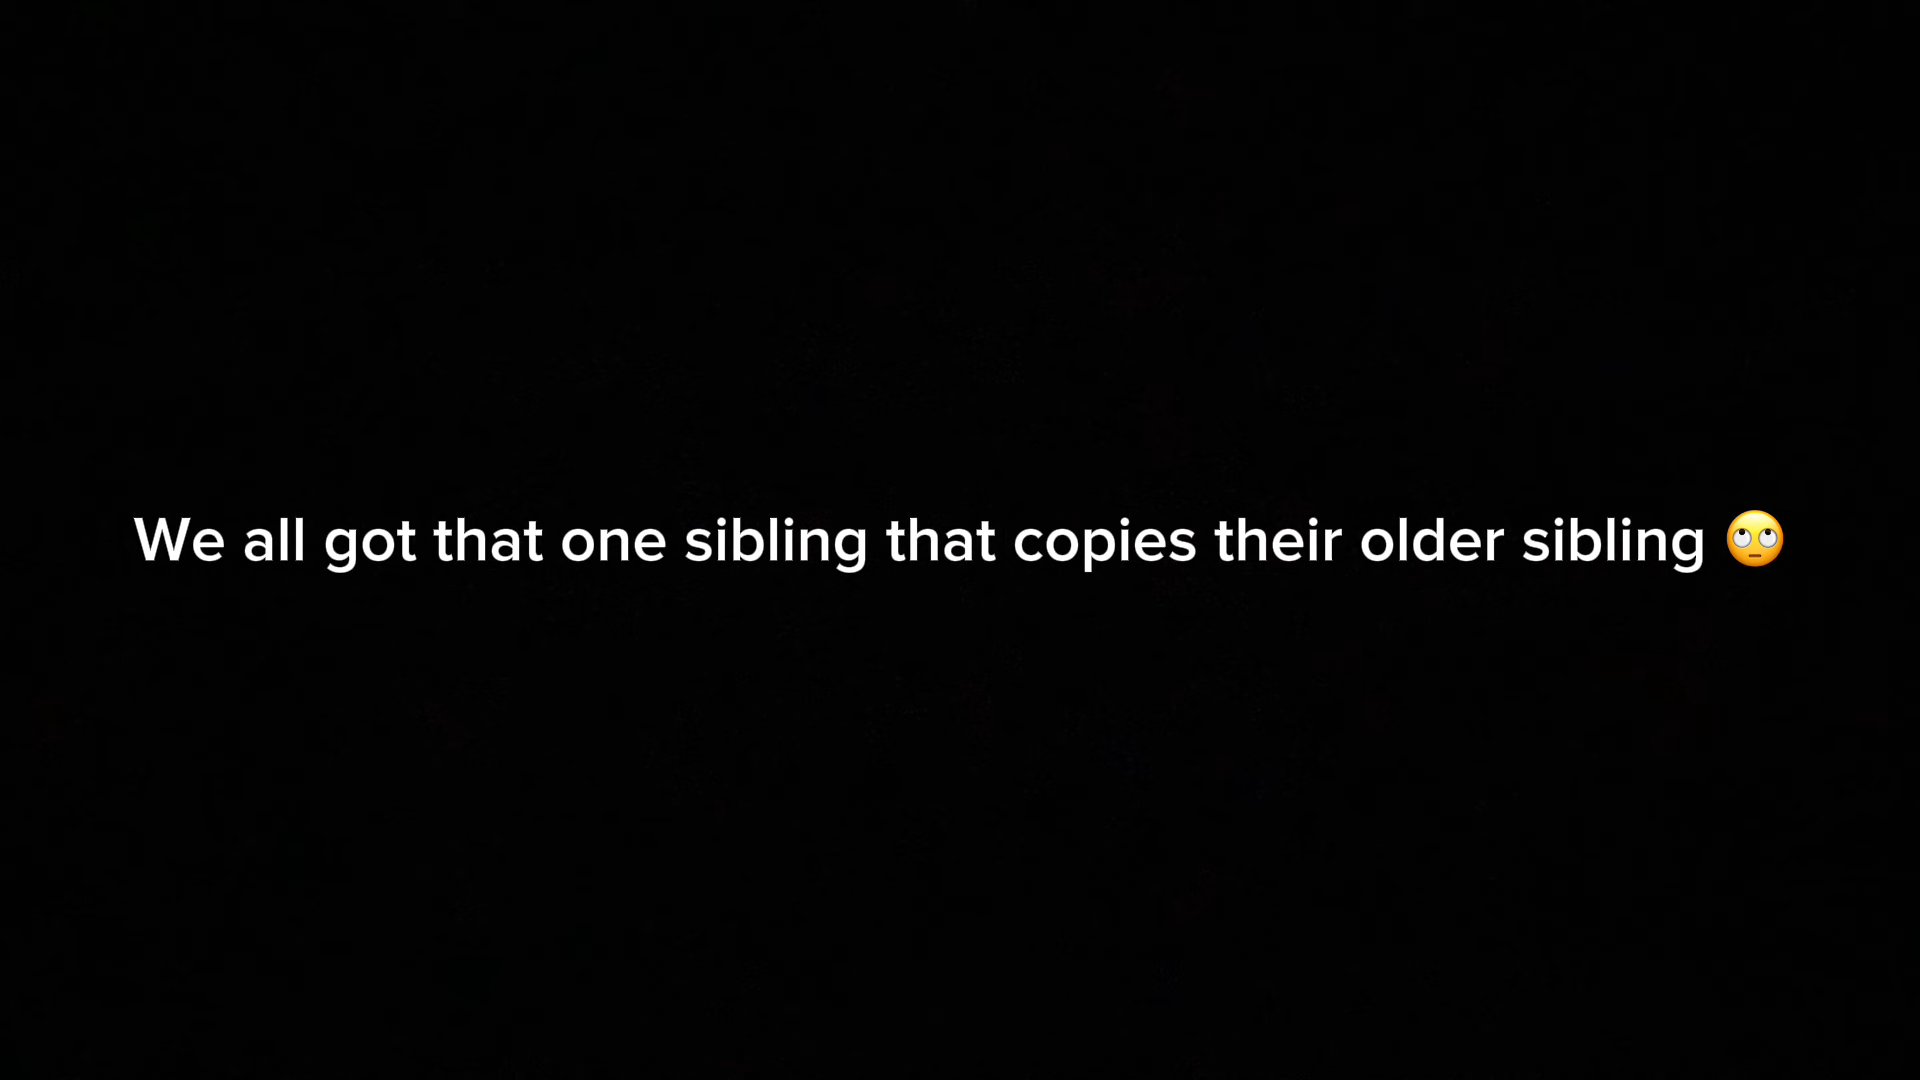 We all got that one sibling that copies their older sibling 🙄